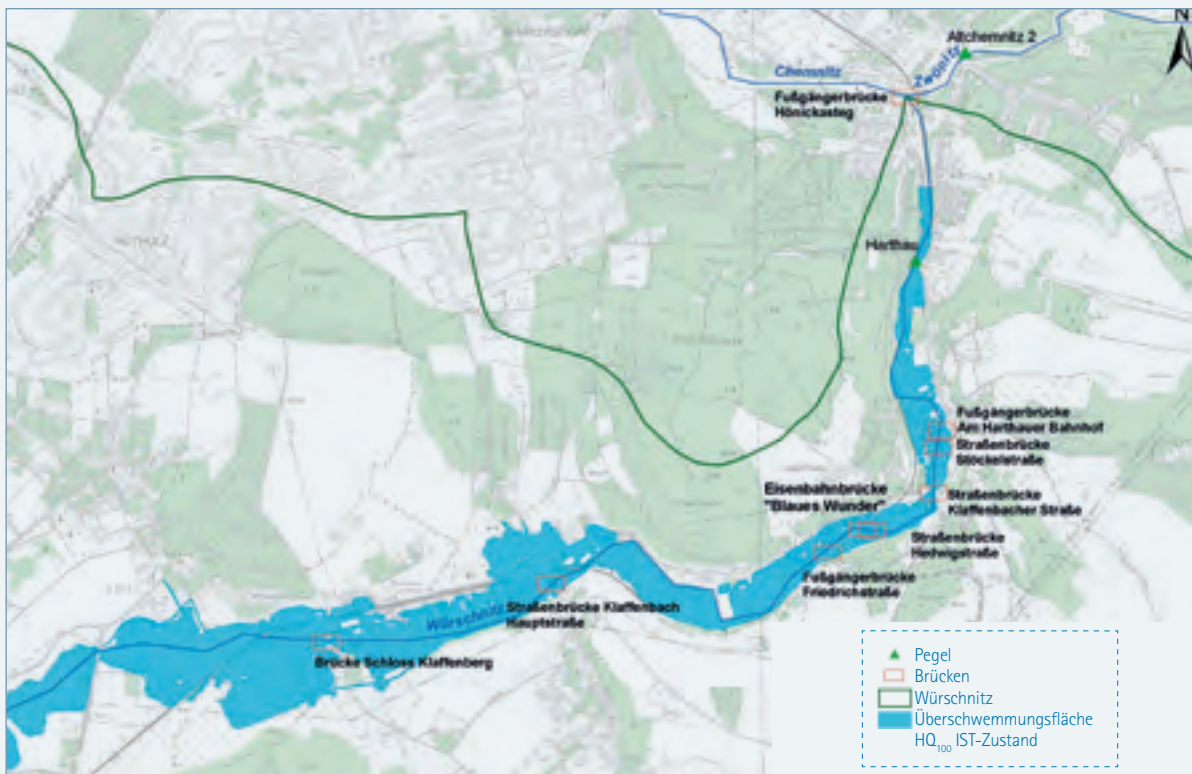 N
Altchemnitz 2
Zwönitz
Chemnitz
Fußgängerbrücke
Hönickasteg
Harthau
Fußgängerbrücke
Am Harthauer Bahnhof
Straßenbrücke
Stöckelstraße
Eisenbahnbrücke
"Blaues Wunder"
Straßenbrücke
Klaffenbacher Straße
Straßenbrücke
Hedwigstraße
Fußgängerbrücke
Friedrichstraße
Würschnitz
Straßenbrücke Klaffenbach
Hauptstraße
Brücke Schloss Klaffenberg
Pegel
Brücken
Würschnitz
Überschwemmungsfläche
HQ100 IST-Zustand